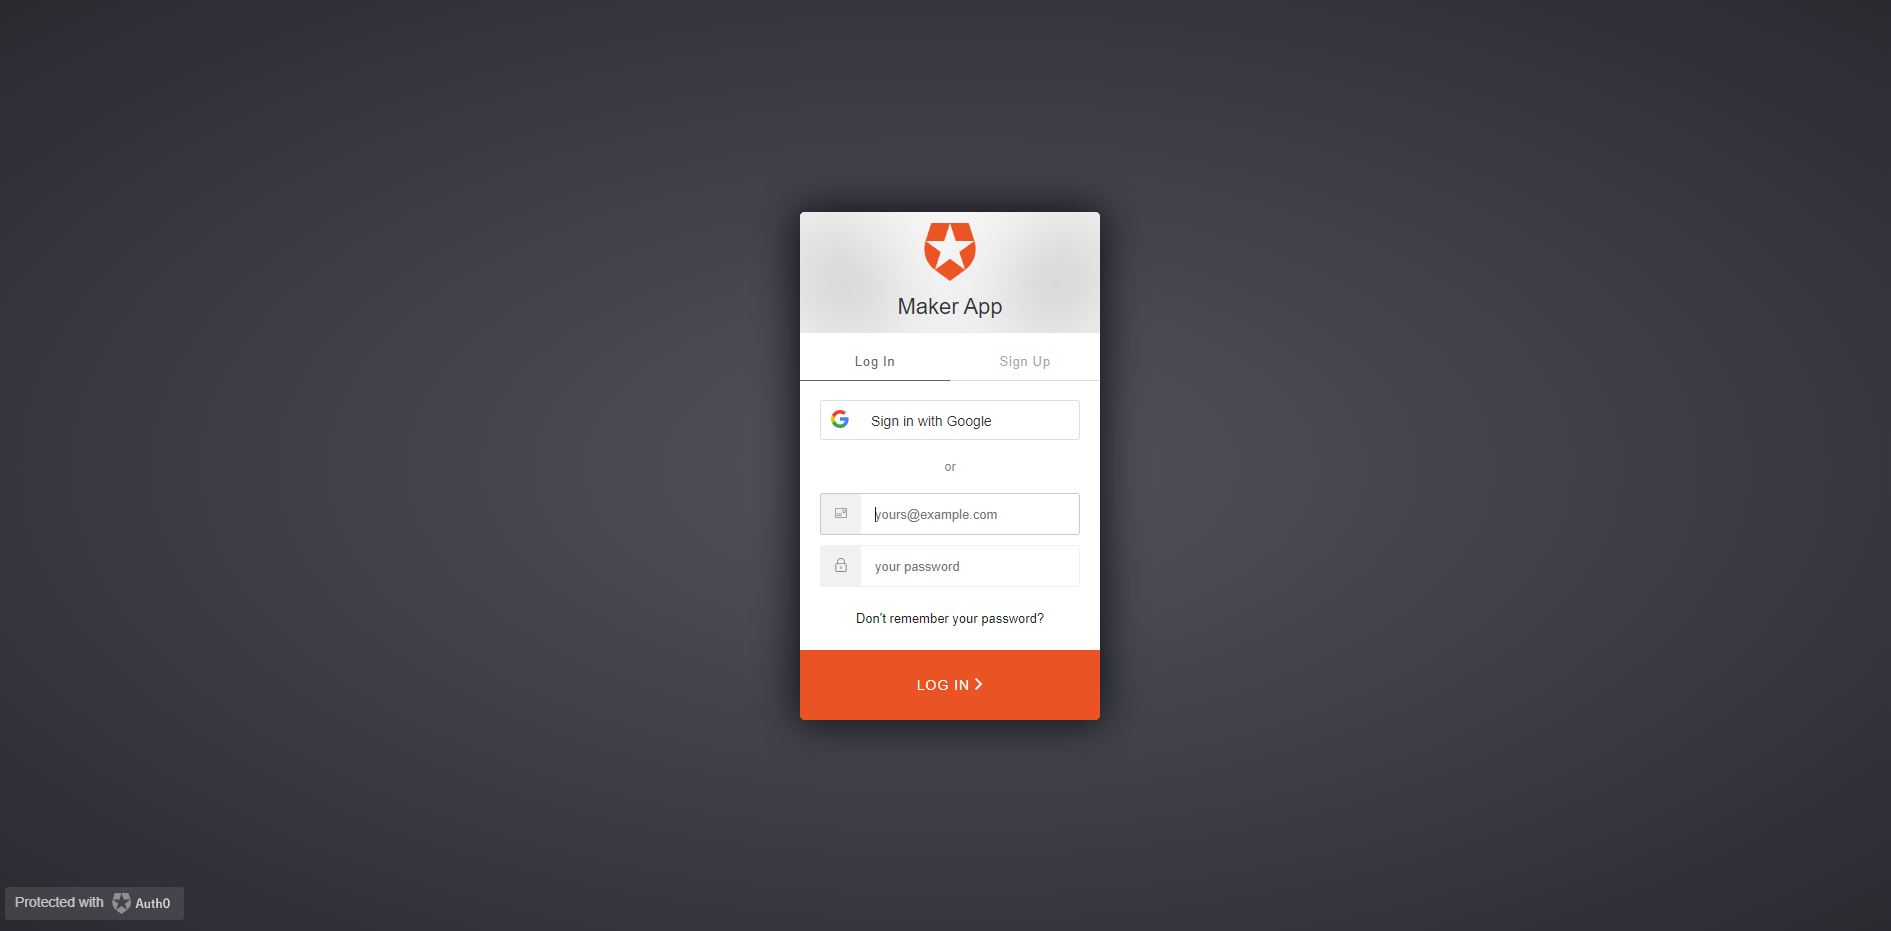 Maker App
Log In
Sign Up
Sign in with Google
or
yours@example.com
your password
Don't remember your password?
LOG IN
Protected with Auth0